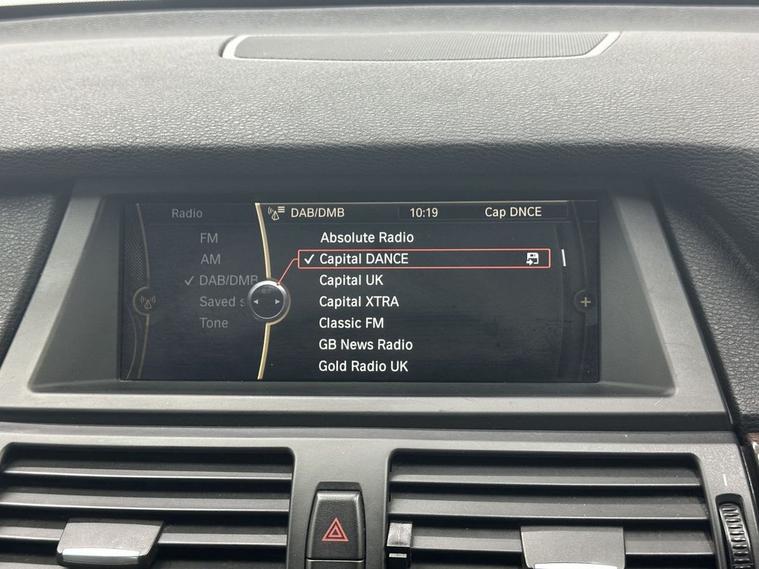 Radio
DAB/DMB 10:19 Cap DNCE
FM
AM
DAB/DMB
Saved s
Tone
Absolute Radio
Capital DANCE
Capital UK
Capital XTRA
Classic FM
GB News Radio
Gold Radio UK